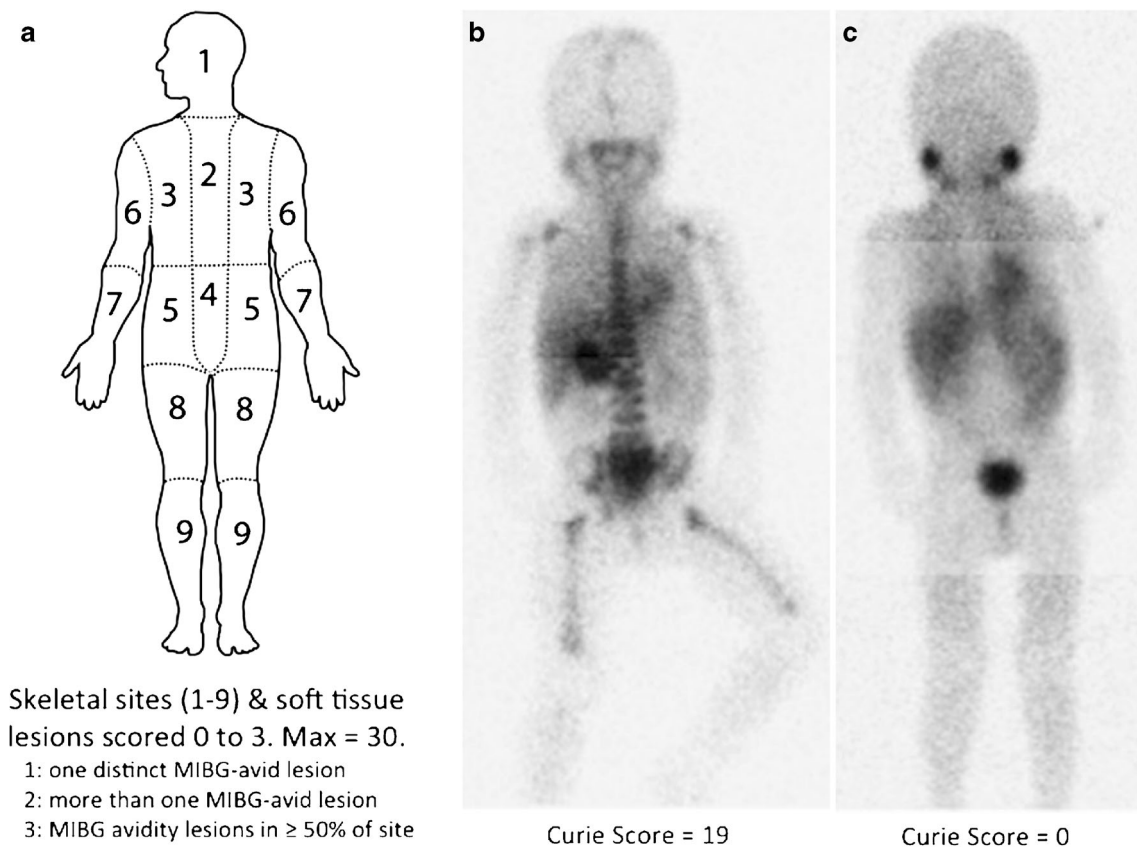 a
1
2
3 3
6 6
4
5 5
7 7
8 8
9 9
Skeletal sites (1-9) & soft tissue
lesions scored 0 to 3. Max = 30.
1: one distinct MIBG-avid lesion
2: more than one MIBG-avid lesion
3: MIBG avidity lesions in ≥ 50% of site
b
Curie Score = 19
c
Curie Score = 0